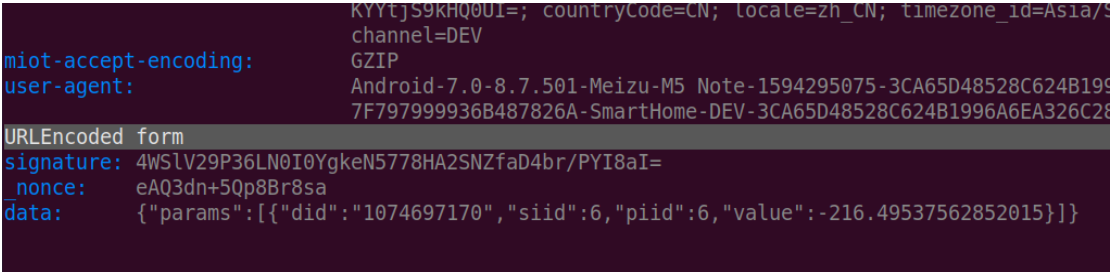 KYYtjS9kHQ0UI=; countryCode=CN; locale=zh_CN; timezone_id=Asia/S
channel=DEV
miot-accept-encoding: GZIP
user-agent: Android-7.0-8.7.501-Meizu-M5 Note-1594295075-3CA65D48528C624B199
7F797999936B487826A-SmartHome-DEV-3CA65D48528C624B1996A6EA326C28
URLEncoded form
signature: 4WSlV29P36LN0I0YgkeN5778HA2SNZfaD4br/PYI8aI=
_nonce: eAQ3dn+5Qp8Br8sa
data: {"params":[{"did":"1074697170","siid":6,"piid":6,"value":-216.49537562852015}]}